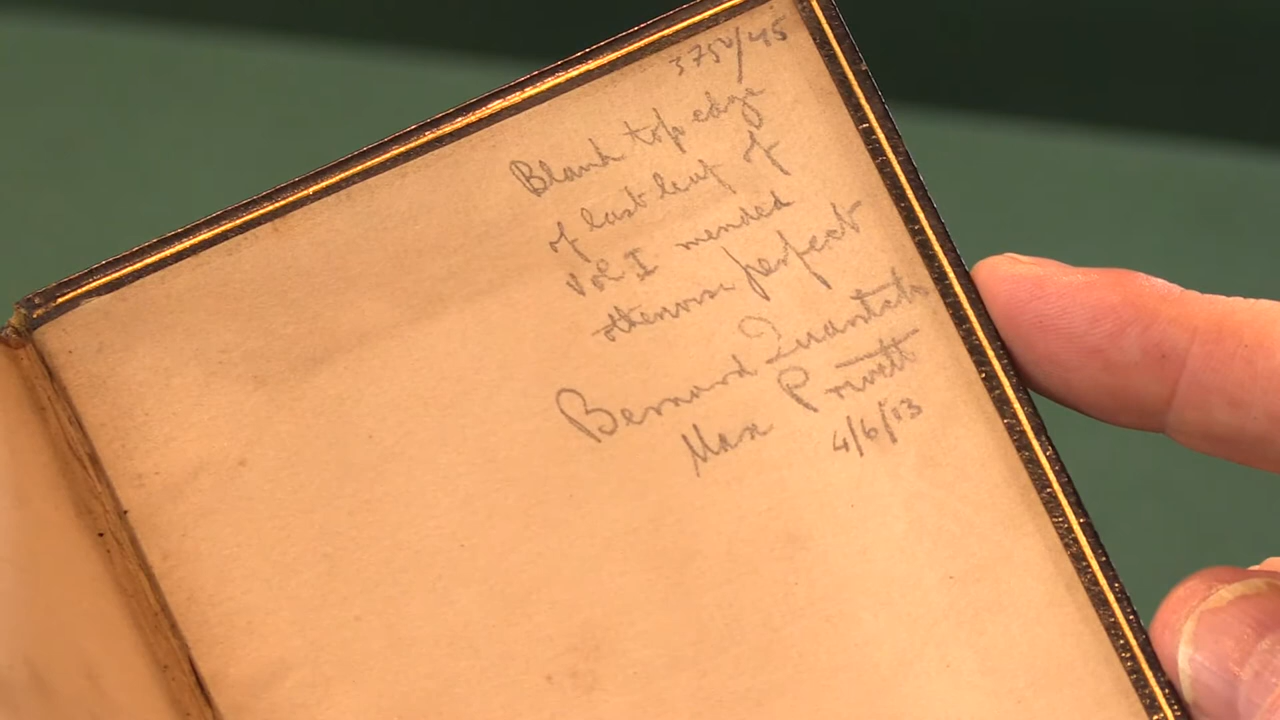 3750/45
Blank top edge
of last leaf of
Vol I mended
otherwise perfect
Bernard Quaritch
Max Privett
4/6/13